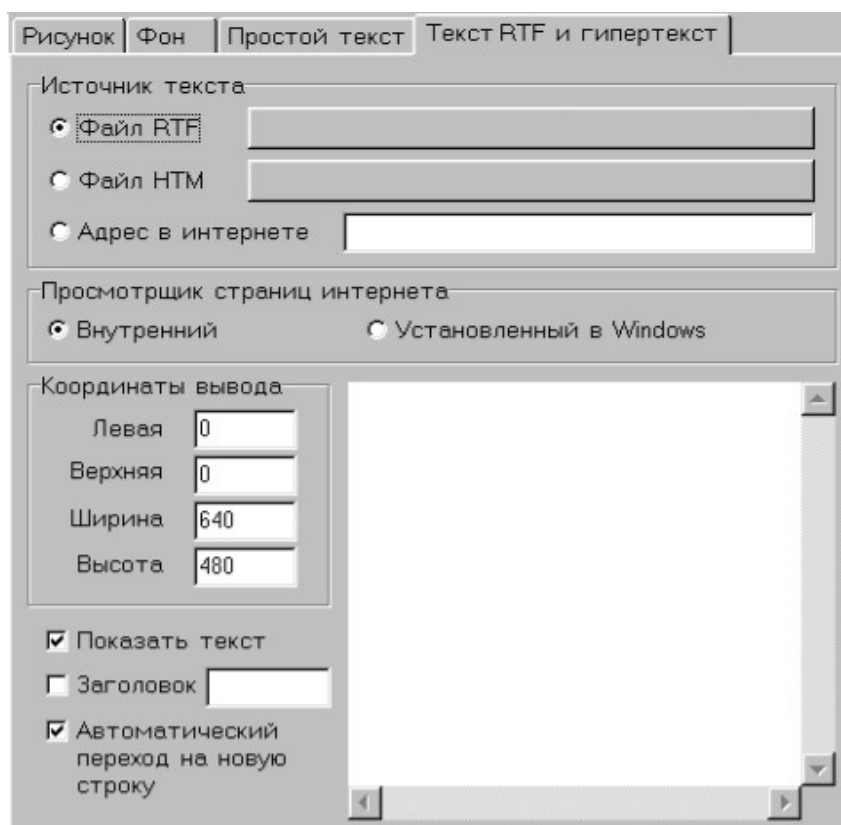 Рисунок Фон Простой текст Текст RTF и гипертекст
Источник текста
Файл RTF
Файл HTM
Адрес в интернете
Просмотрщик страниц интернета
Внутренний Установленный в Windows
Координаты вывода
Левая 0
Верхняя 0
Ширина 640
Высота 480
Показать текст
Заголовок
Автоматический
переход на новую
строку